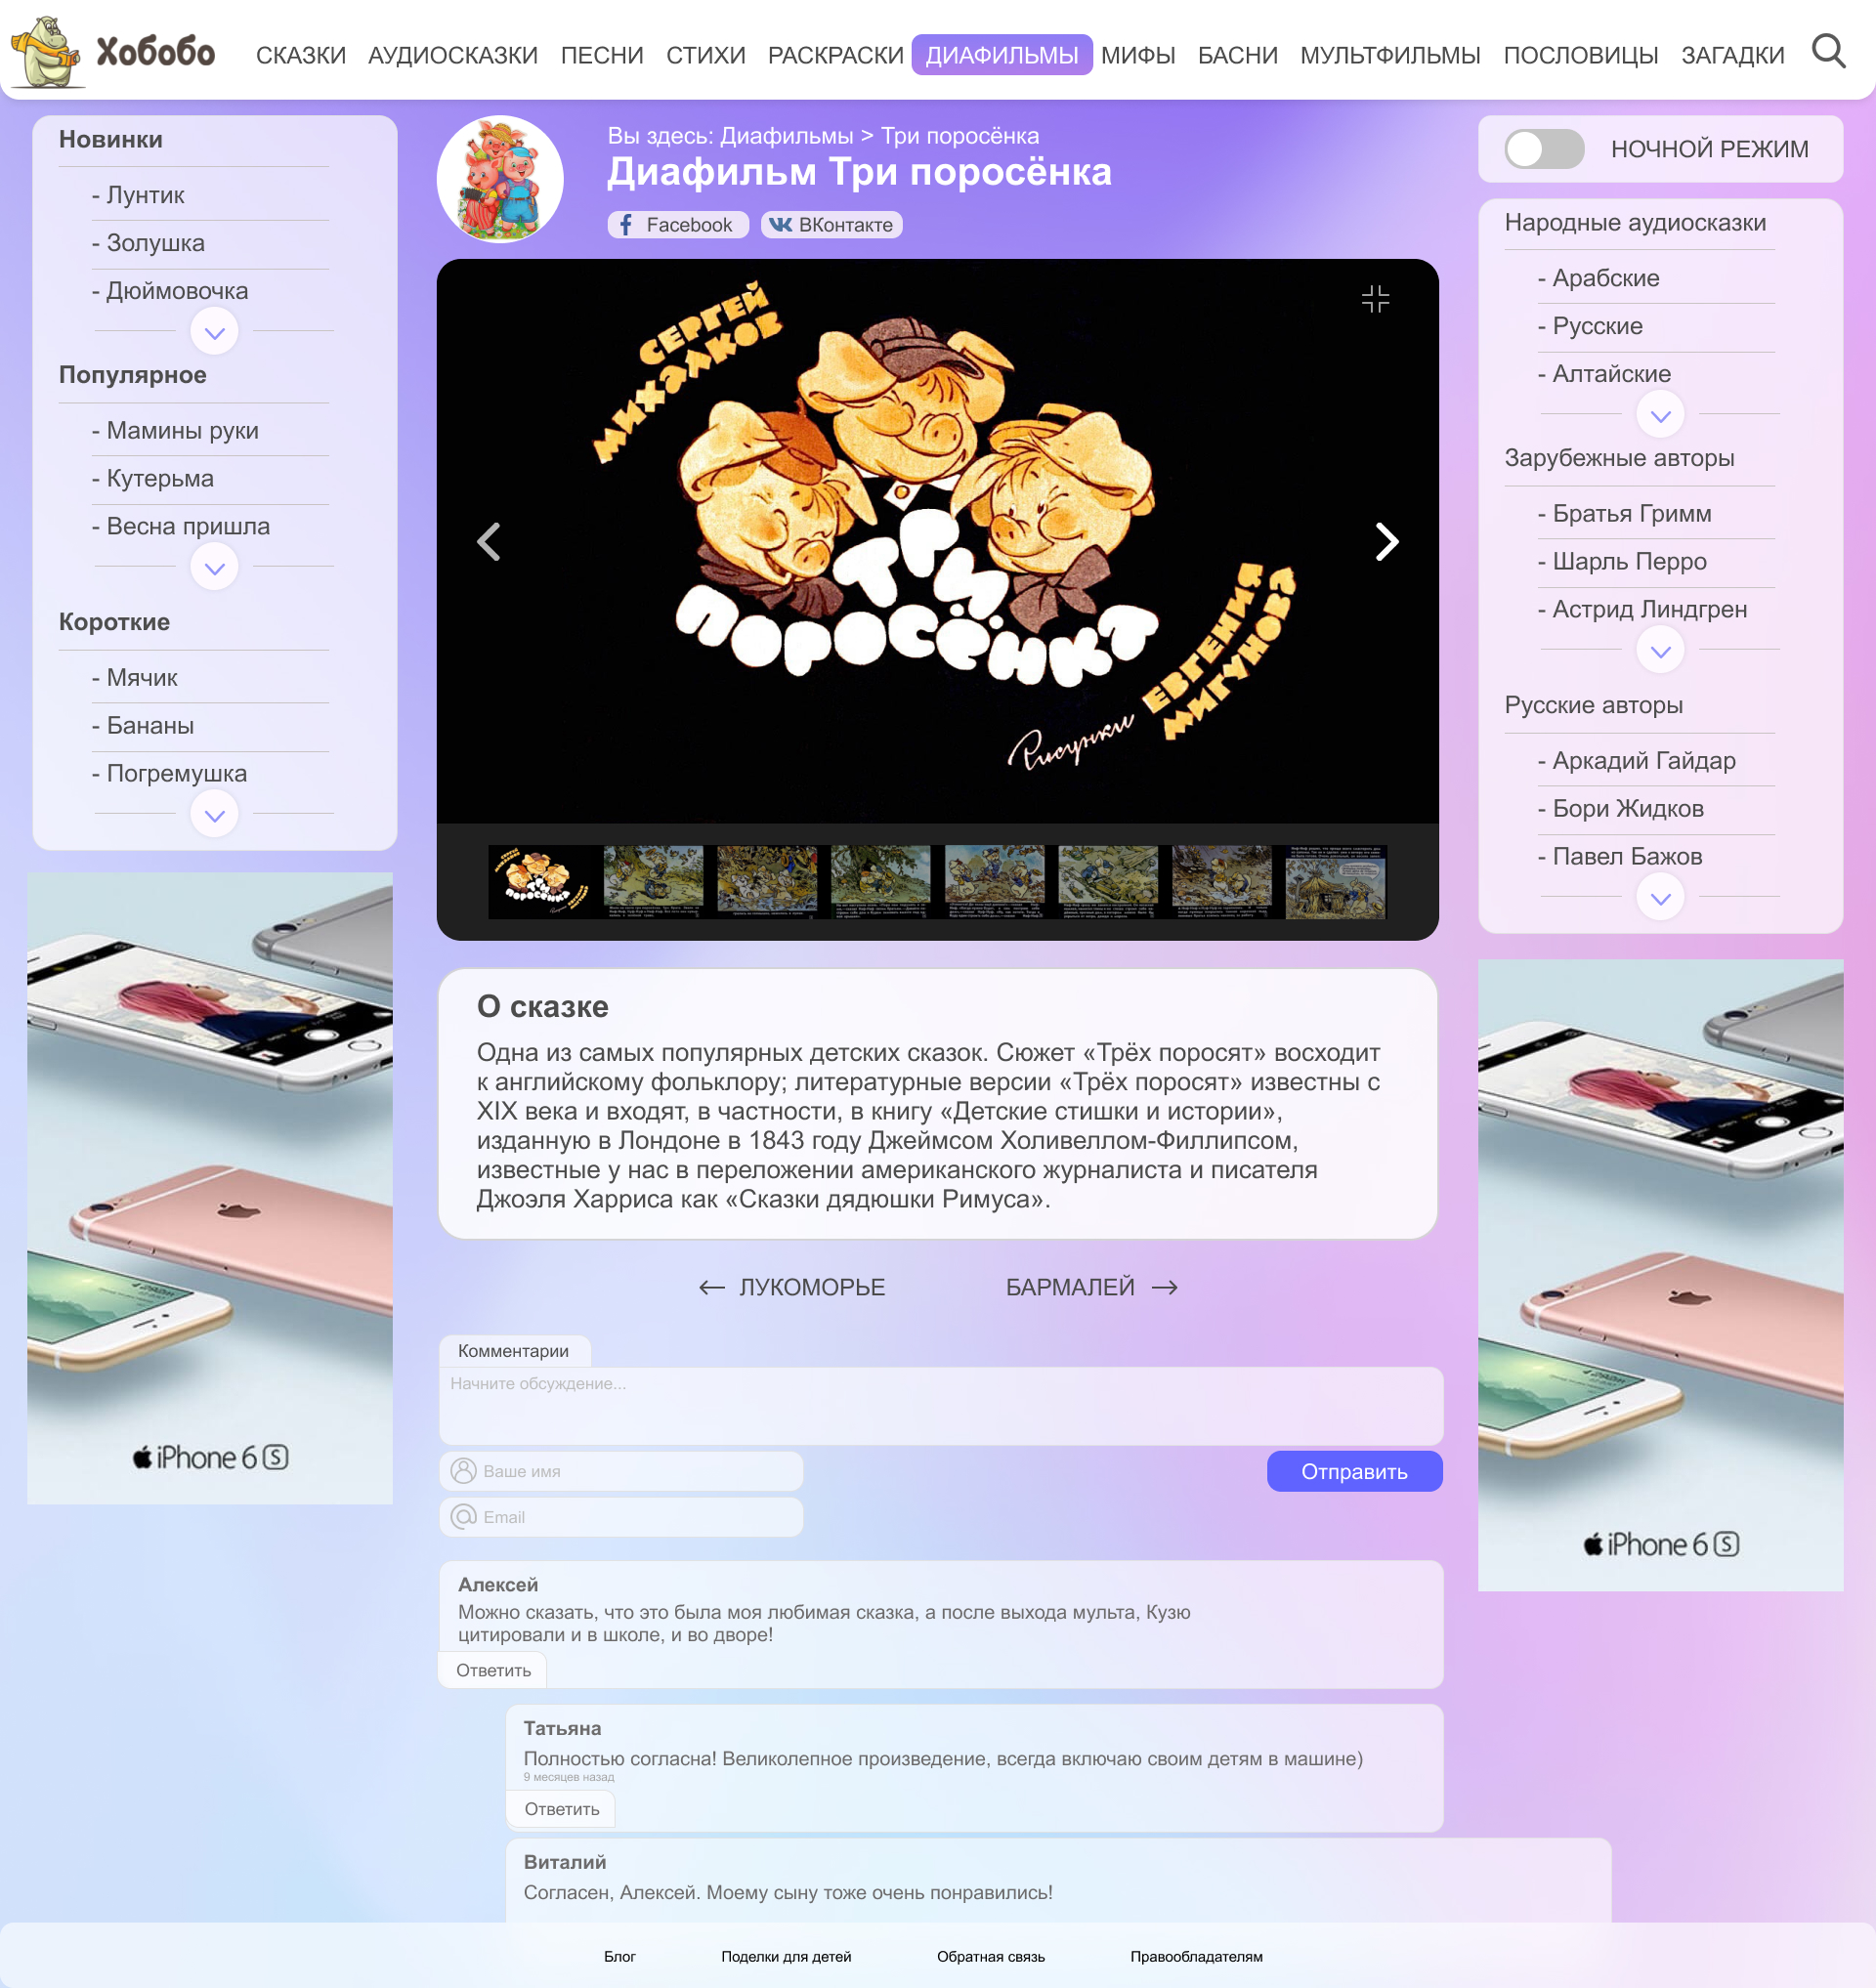 Хобобо
СКАЗКИ АУДИОСКАЗКИ ПЕСНИ СТИХИ РАСКРАСКИ ДИАФИЛЬМЫ МИФЫ БАСНИ МУЛЬТФИЛЬМЫ ПОСЛОВИЦЫ ЗАГАДКИ
Новинки
- Лунтик
- Золушка
- Дюймовочка
Популярное
- Мамины руки
- Кутерьма
- Весна пришла
Короткие
- Мячик
- Бананы
- Погремушка
iPhone 6 S
Вы здесь: Диафильмы > Три поросёнка
Диафильм Три поросёнка
Facebook ВКонтакте
СЕРГЕЙ
МИХАЛКОВ
ТРИ
ПОРОСЁНКА
Рисунки ЕВГЕНИЯ
МИГУНОВА
О сказке
Одна из самых популярных детских сказок. Сюжет «Трёх поросят» восходит
к английскому фольклору; литературные версии «Трёх поросят» известны с
XIX века и входят, в частности, в книгу «Детские стишки и истории»,
изданную в Лондоне в 1843 году Джеймсом Холивеллом-Филлипсом,
известные у нас в переложении американского журналиста и писателя
Джоэля Харриса как «Сказки дядюшки Римуса».
← ЛУКОМОРЬЕ БАРМАЛЕЙ →
Комментарии
Начните обсуждение...
Ваше имя
Отправить
Email
Алексей
Можно сказать, что это была моя любимая сказка, а после выхода мульта, Кузю
цитировали и в школе, и во дворе!
Ответить
Татьяна
Полностью согласна! Великолепное произведение, всегда включаю своим детям в машине)
9 месяцев назад
Ответить
Виталий
Согласен, Алексей. Моему сыну тоже очень понравились!
НОЧНОЙ РЕЖИМ
Народные аудиосказки
- Арабские
- Русские
- Алтайские
Зарубежные авторы
- Братья Гримм
- Шарль Перро
- Астрид Линдгрен
Русские авторы
- Аркадий Гайдар
- Бори Жидков
- Павел Бажов
iPhone 6 S
Блог Поделки для детей Обратная связь Правообладателям